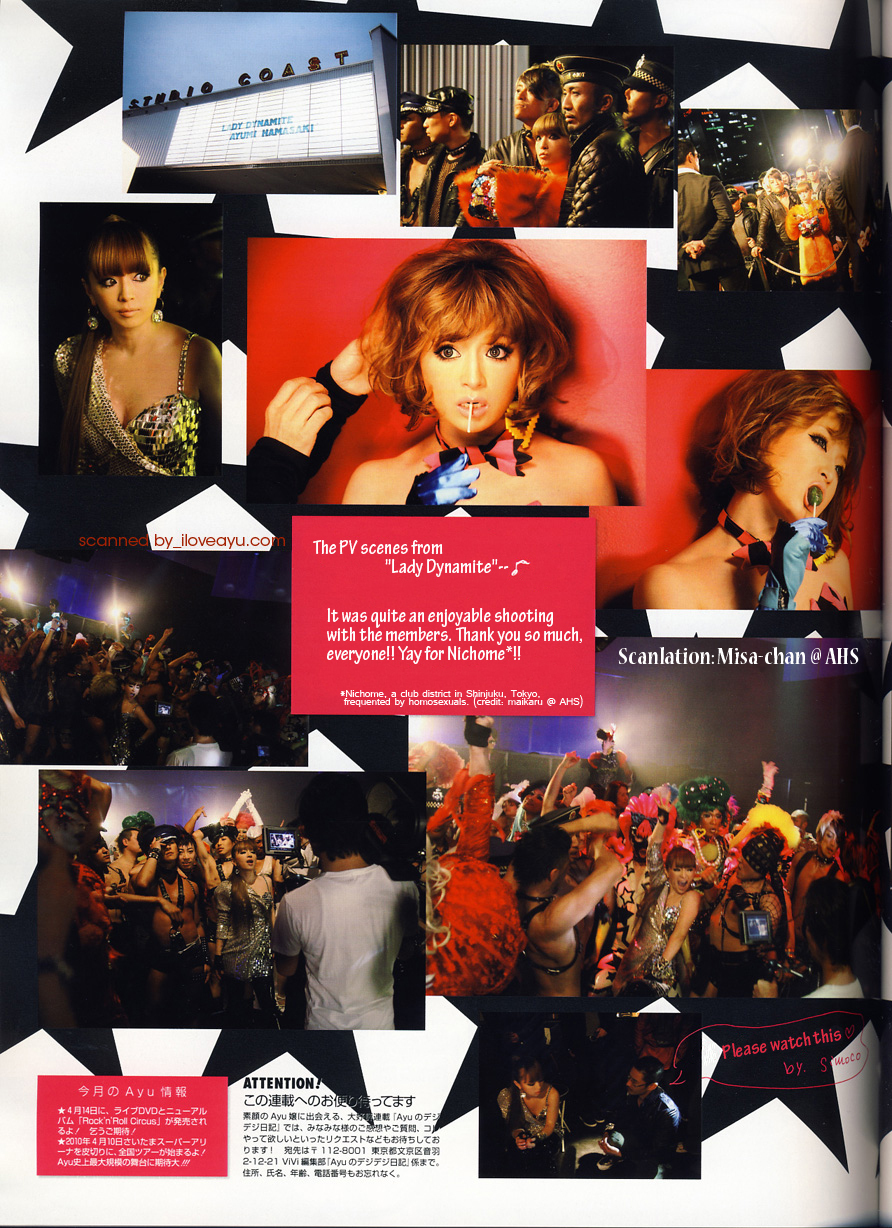 STUDIO COAST
LADY DYNAMITE
AYUMI HAMASAKI
scanned by_iloveayu.com
The PV scenes from
"Lady Dynamite"--♪
It was quite an enjoyable shooting
with the members. Thank you so much,
everyone!! Yay for Nichome*!!
*Nichome, a club district in Shinjuku, Tokyo,
frequented by homosexuals. (credit: maikaru @ AHS)
Scanlation: Misa-chan @ AHS
Please watch this♡
by. Simoco
今月の Ayu 情報
★4月14日に、ライブDVDとニューアル
バム「Rock'n'Roll Circus」が発売され
るよ! 乞うご期待!
★2010年4月10日さいたまスーパーアリ
ーナを皮切りに、全国ツアーが始まるよ!
Ayu史上最大規模の舞台に期待大!!!
ATTENTION!
この連載へのお便り待ってます
素顔のAyu嬢に出会える、大好評連載「Ayuのデジ
デジ日記」では、みなみな様のご感想やご質問、こん
やって欲しいといったリクエストなどもお待ちしてお
ります! 宛先は〒112-8001 東京都文京区音羽
2-12-21 ViVi編集部「Ayuのデジデジ日記」係まで。
住所、氏名、年齢、電話番号もお忘れなく。